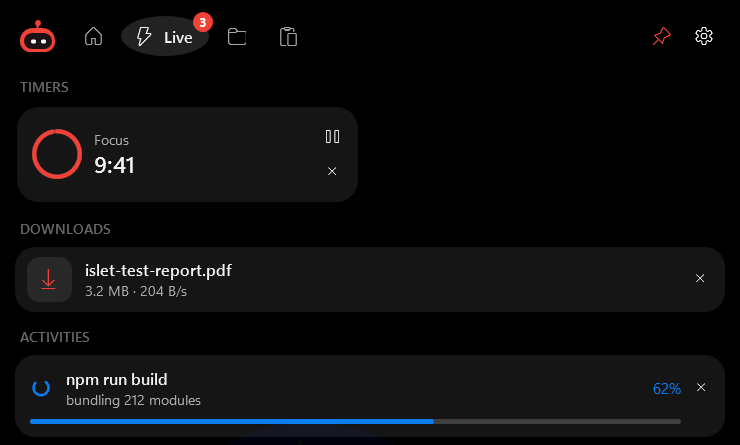 Live
3
TIMERS
Focus
9:41
DOWNLOADS
islet-test-report.pdf
3.2 MB · 204 B/s
ACTIVITIES
npm run build
bundling 212 modules
62%